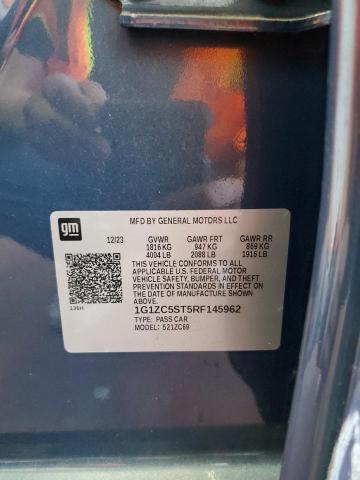 gm
MFD BY GENERAL MOTORS LLC
12/23 GVWR GAWR FRT GAWR RR
1816 KG 947 KG 869 KG
4004 LB 2088 LB 1916 LB
THIS VEHICLE CONFORMS TO ALL
APPLICABLE U.S. FEDERAL MOTOR
VEHICLE SAFETY, BUMPER, AND THEFT
PREVENTION STANDARDS IN EFFECT ON
THE DATE OF MANUFACTURE SHOWN
ABOVE.
1G1ZC5ST5RF145962
TYPE: PASS CAR
MODEL: 521ZC69